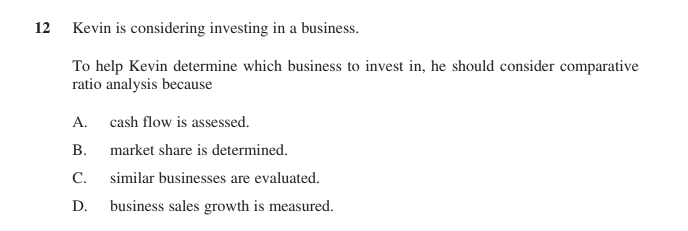 12 Kevin is considering investing in a business.
To help Kevin determine which business to invest in, he should consider comparative
ratio analysis because
A. cash flow is assessed.
B. market share is determined.
C. similar businesses are evaluated.
D. business sales growth is measured.